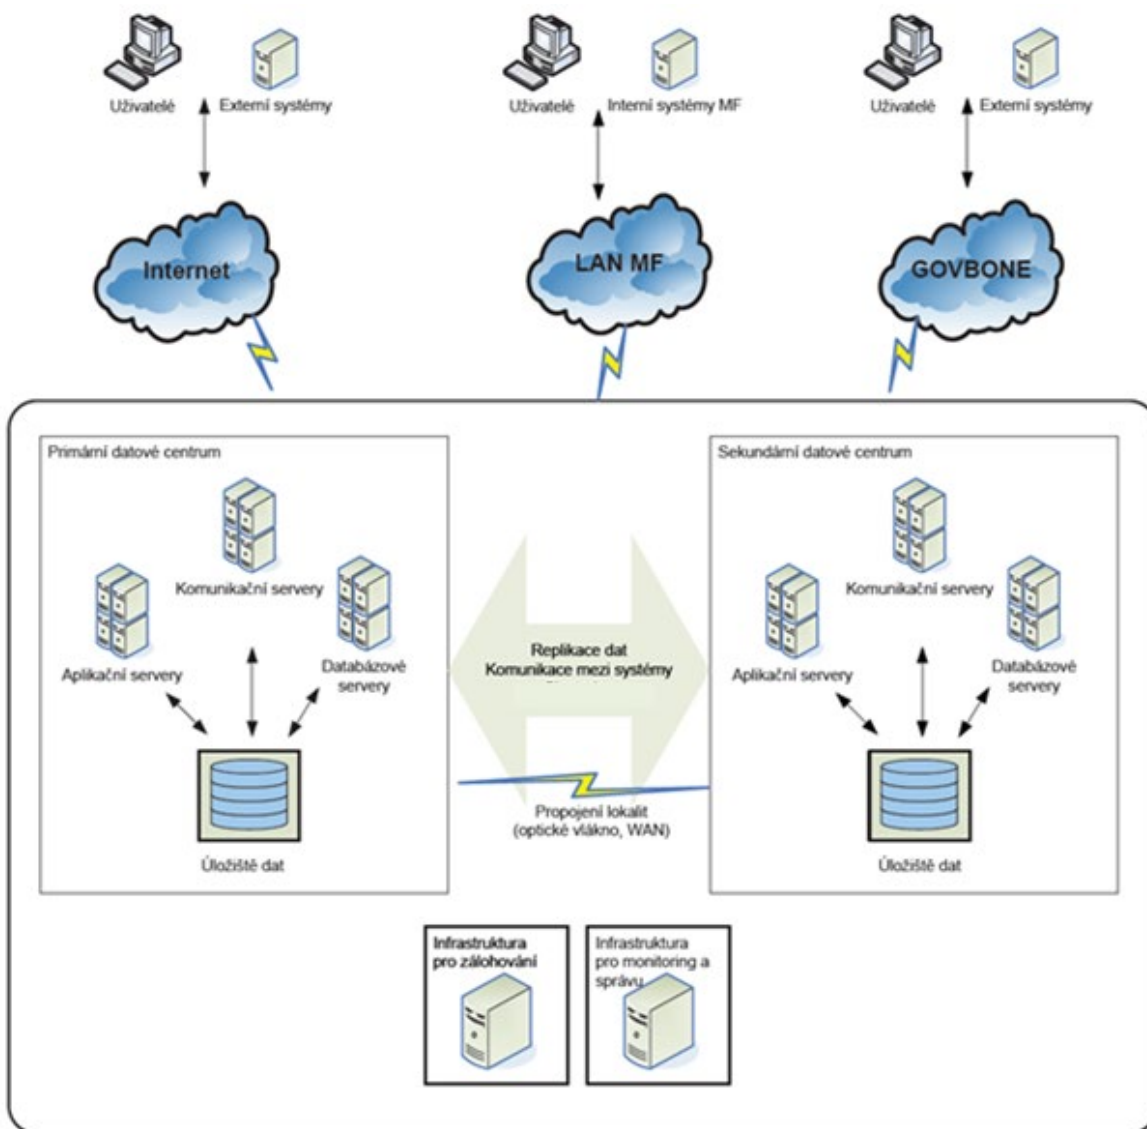 Uživatelé
Externí systémy
Uživatelé
Interní systémy MF
Uživatelé
Externí systémy
Internet
LAN MF
GOVBONE
Primární datové centrum
Komunikační servery
Aplikační servery
Databázové
servery
Úložiště dat
Replikace dat
Komunikace mezi systémy
Propojení lokalit
(optické vlákno, WAN)
Sekundární datové centrum
Komunikační servery
Aplikační servery
Databázové
servery
Úložiště dat
Infrastruktura
pro zálohování
Infrastruktura
pro monitoring a
správu